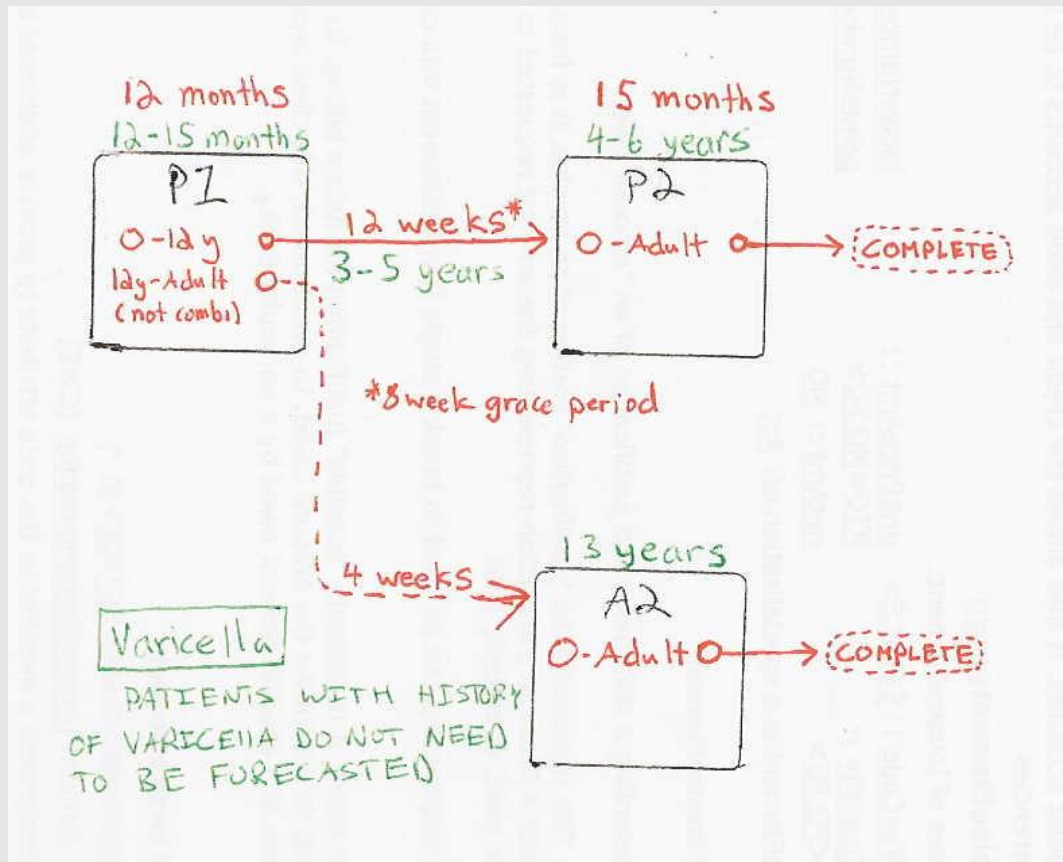 12 months
12-15 months
P1
0-12y
12y-Adult
(not combo)
12 weeks*
3-5 years
15 months
4-6 years
P2
0-Adult
COMPLETE
*8 week grace period
4 weeks
13 years
A2
0-Adult
COMPLETE
Varicella
PATIENTS WITH HISTORY
OF VARICEllA DO NOT NEED
TO BE FORECASTED